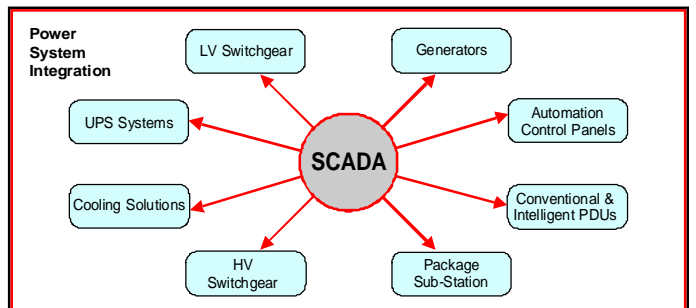 Power
System
Integration
LV Switchgear
Generators
UPS Systems
Automation
Control Panels
SCADA
Cooling Solutions
Conventional &
Intelligent PDUs
HV
Switchgear
Package
Sub-Station